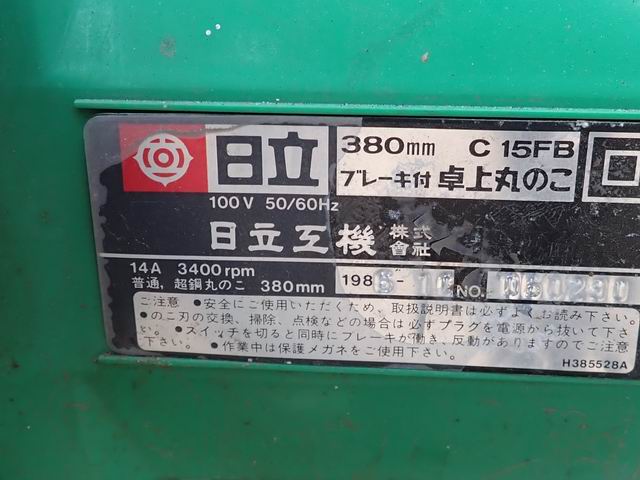 日立
380mm C 15FB
ブレーキ付 卓上丸のこ
100V 50/60Hz
日立工機 株式會社
14A 3400rpm
普通, 超鋼丸のこ 380mm
198 NO. 060290
ご注意 ●安全にご使用いただくため、取扱説明書は必ずよくお読み下さい。
●のこ刃の交換、掃除、点検などの場合は必ずプラグを電源から抜いて下さ
い。●スイッチを切ると同時にブレーキが働き、反動がありますのでご注意
下さい。●作業中は保護メガネをご使用下さい。
H385528A